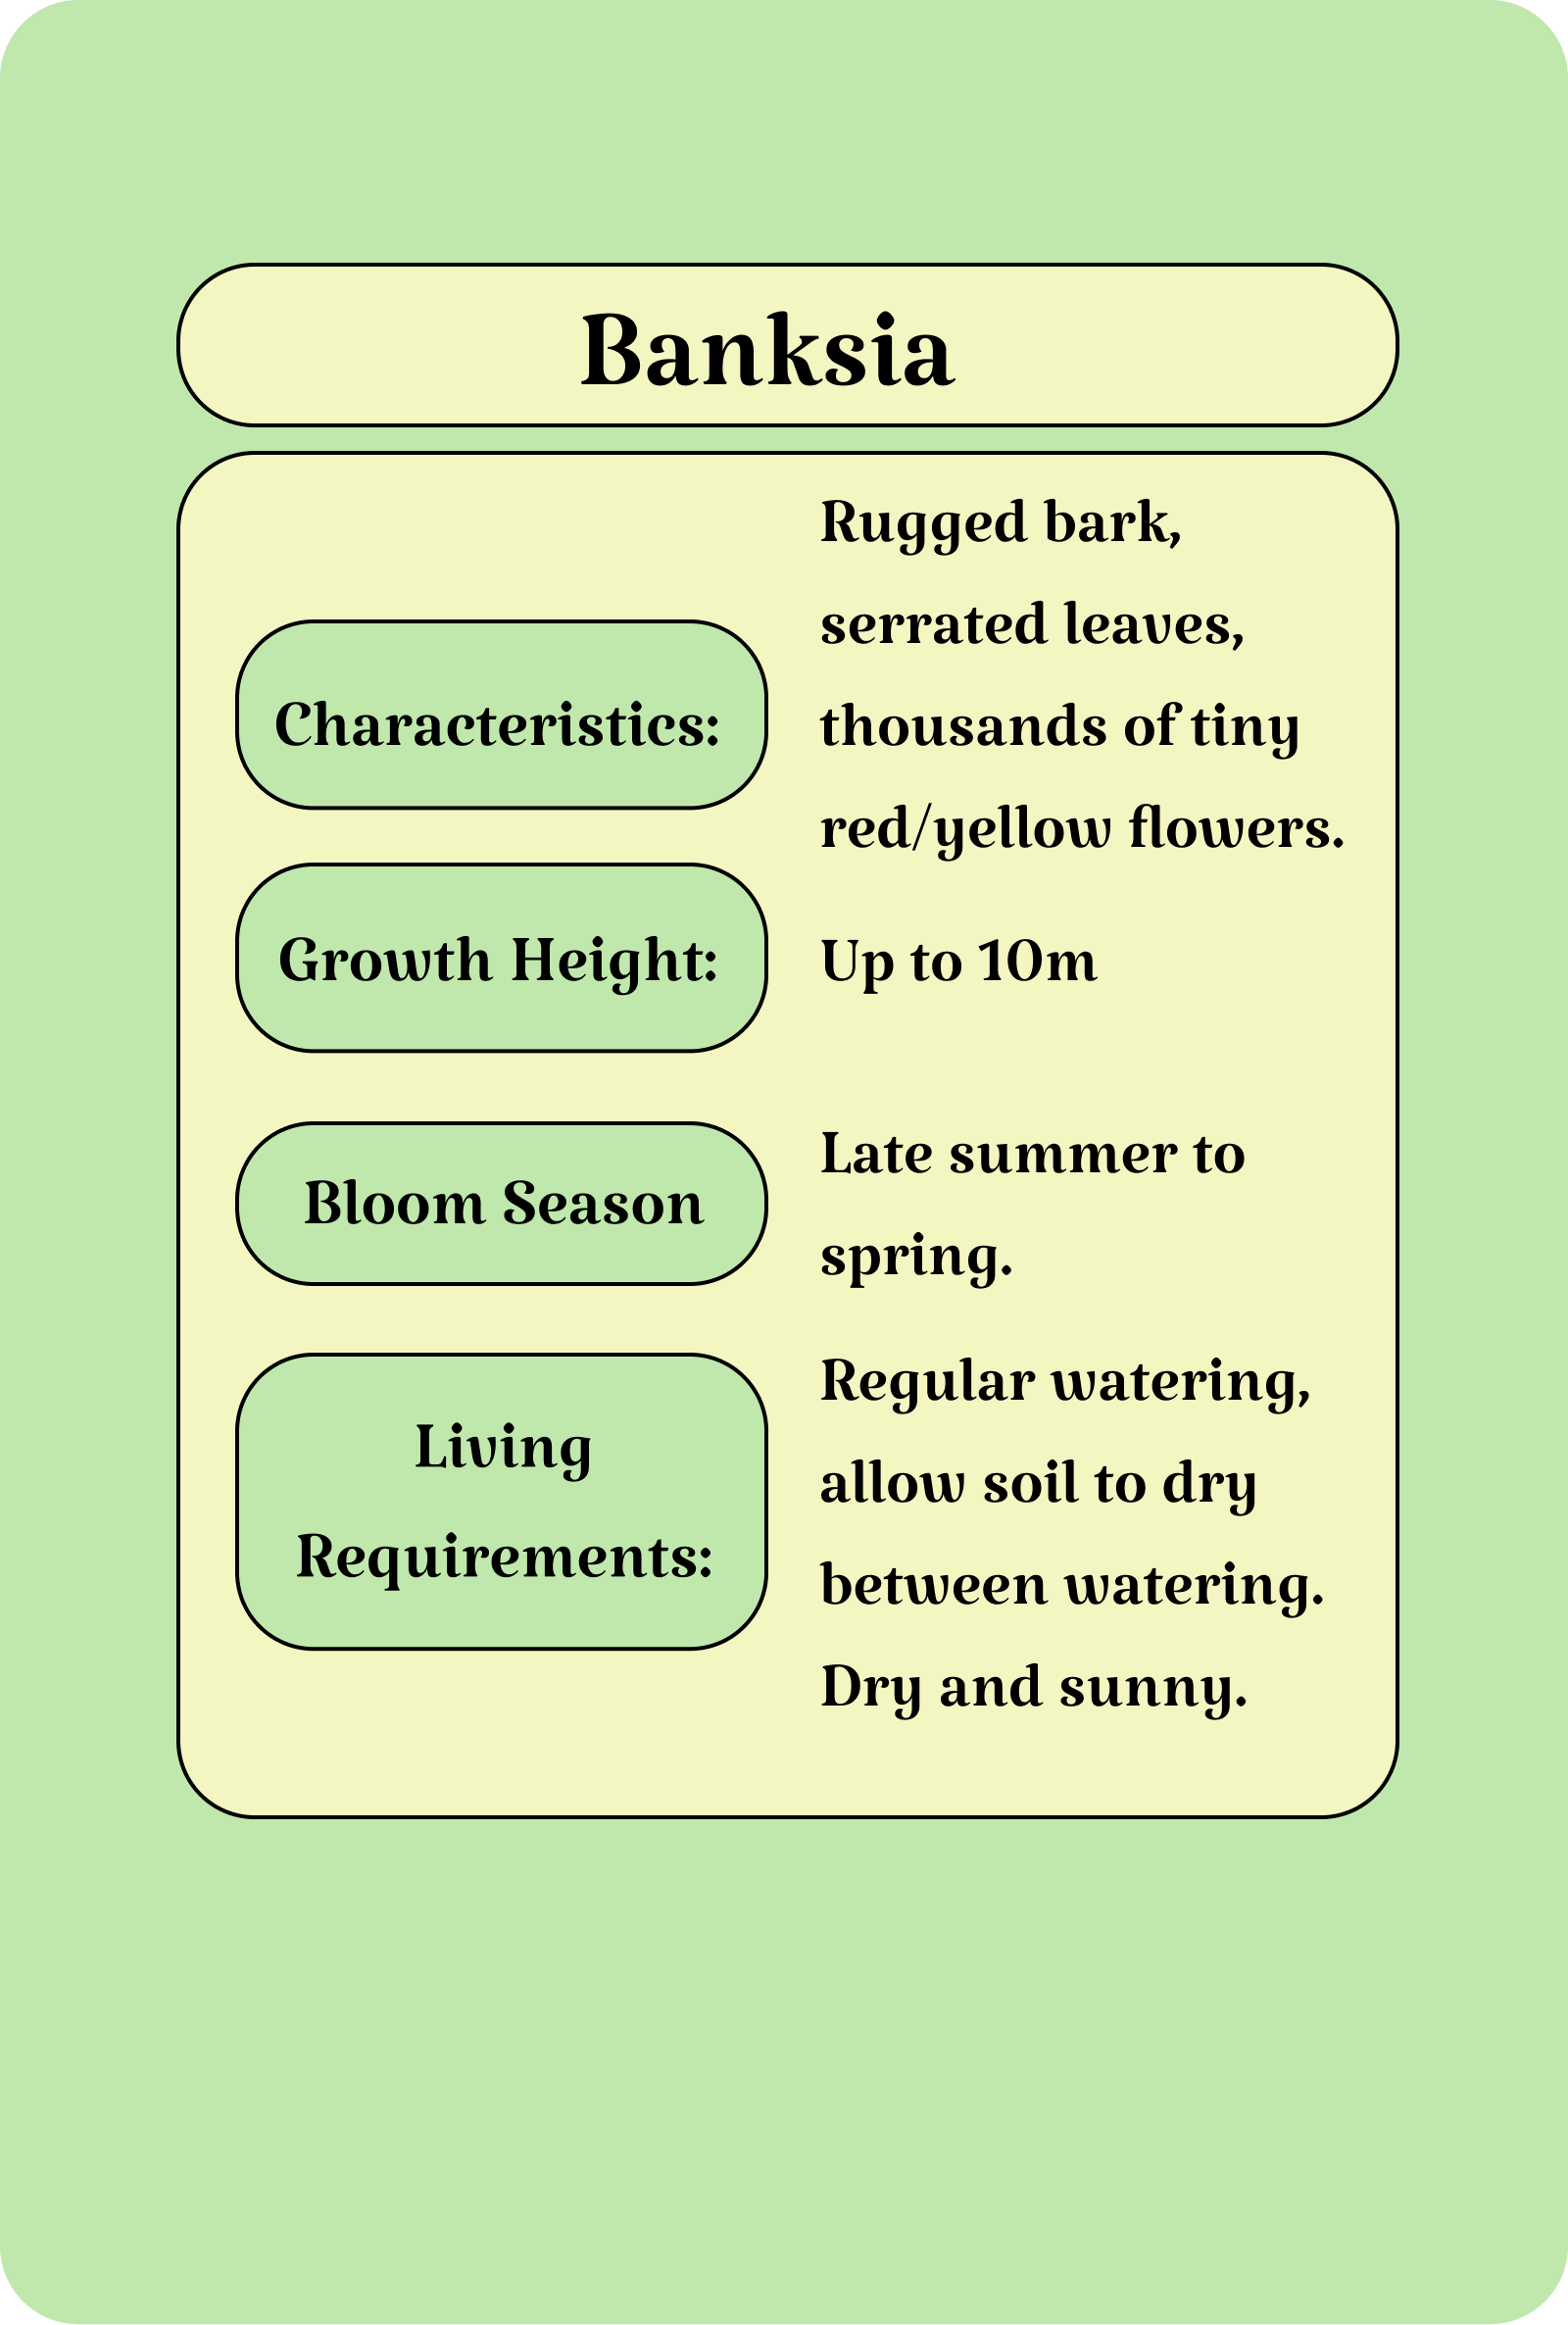 Banksia
Characteristics:
Rugged bark,
serrated leaves,
thousands of tiny
red/yellow flowers.
Growth Height:
Up to 10m
Bloom Season
Late summer to
spring.
Living
Requirements:
Regular watering,
allow soil to dry
between watering.
Dry and sunny.